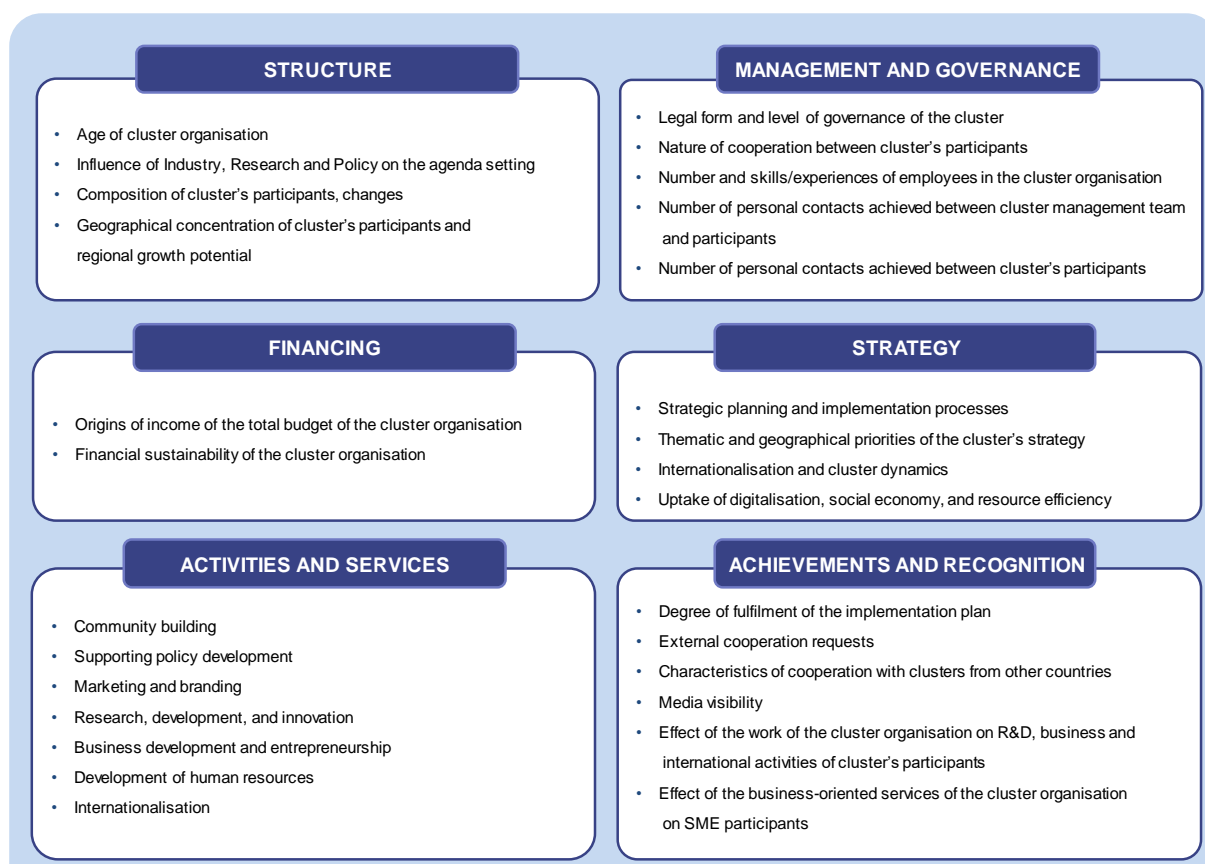 STRUCTURE
• Age of cluster organisation
• Influence of Industry, Research and Policy on the agenda setting
• Composition of cluster's participants, changes
• Geographical concentration of cluster's participants and
regional growth potential
MANAGEMENT AND GOVERNANCE
• Legal form and level of governance of the cluster
• Nature of cooperation between cluster's participants
• Number and skills/experiences of employees in the cluster organisation
• Number of personal contacts achieved between cluster management team
and participants
• Number of personal contacts achieved between cluster's participants
FINANCING
• Origins of income of the total budget of the cluster organisation
• Financial sustainability of the cluster organisation
STRATEGY
• Strategic planning and implementation processes
• Thematic and geographical priorities of the cluster's strategy
• Internationalisation and cluster dynamics
• Uptake of digitalisation, social economy, and resource efficiency
ACTIVITIES AND SERVICES
• Community building
• Supporting policy development
• Marketing and branding
• Research, development, and innovation
• Business development and entrepreneurship
• Development of human resources
• Internationalisation
ACHIEVEMENTS AND RECOGNITION
• Degree of fulfilment of the implementation plan
• External cooperation requests
• Characteristics of cooperation with clusters from other countries
• Media visibility
• Effect of the work of the cluster organisation on R&D, business and
international activities of cluster's participants
• Effect of the business-oriented services of the cluster organisation
on SME participants